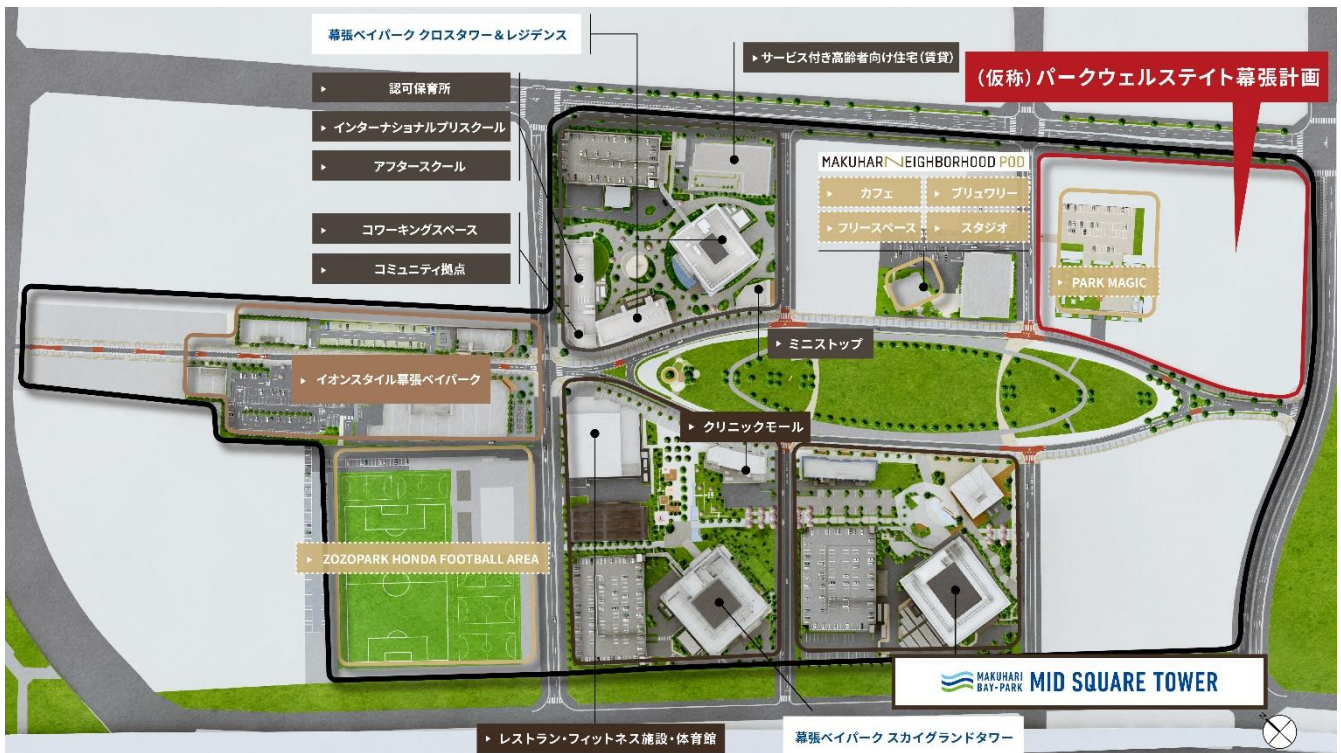 幕張ベイパーク クロスタワー＆レジデンス
▶サービス付き高齢者向け住宅（賃貸）
（仮称）パークウェルステイト幕張計画
▶ 認可保育所
▶ インターナショナルプリスクール
▶ アフタースクール
▶ コワーキングスペース
▶ コミュニティ拠点
MAKUHARI NEIGHBORHOOD POD
▶ カフェ
▶ ブリュワリー
▶ フリースペース
▶ スタジオ
▶ PARK MAGIC
▶ ミニストップ
▶ イオンスタイル幕張ベイパーク
▶ クリニックモール
▶ ZOZOPARK HONDA FOOTBALL AREA
MAKUHARI
BAY-PARK MID SQUARE TOWER
▶ レストラン・フィットネス施設・体育館
幕張ベイパーク スカイグランドタワー